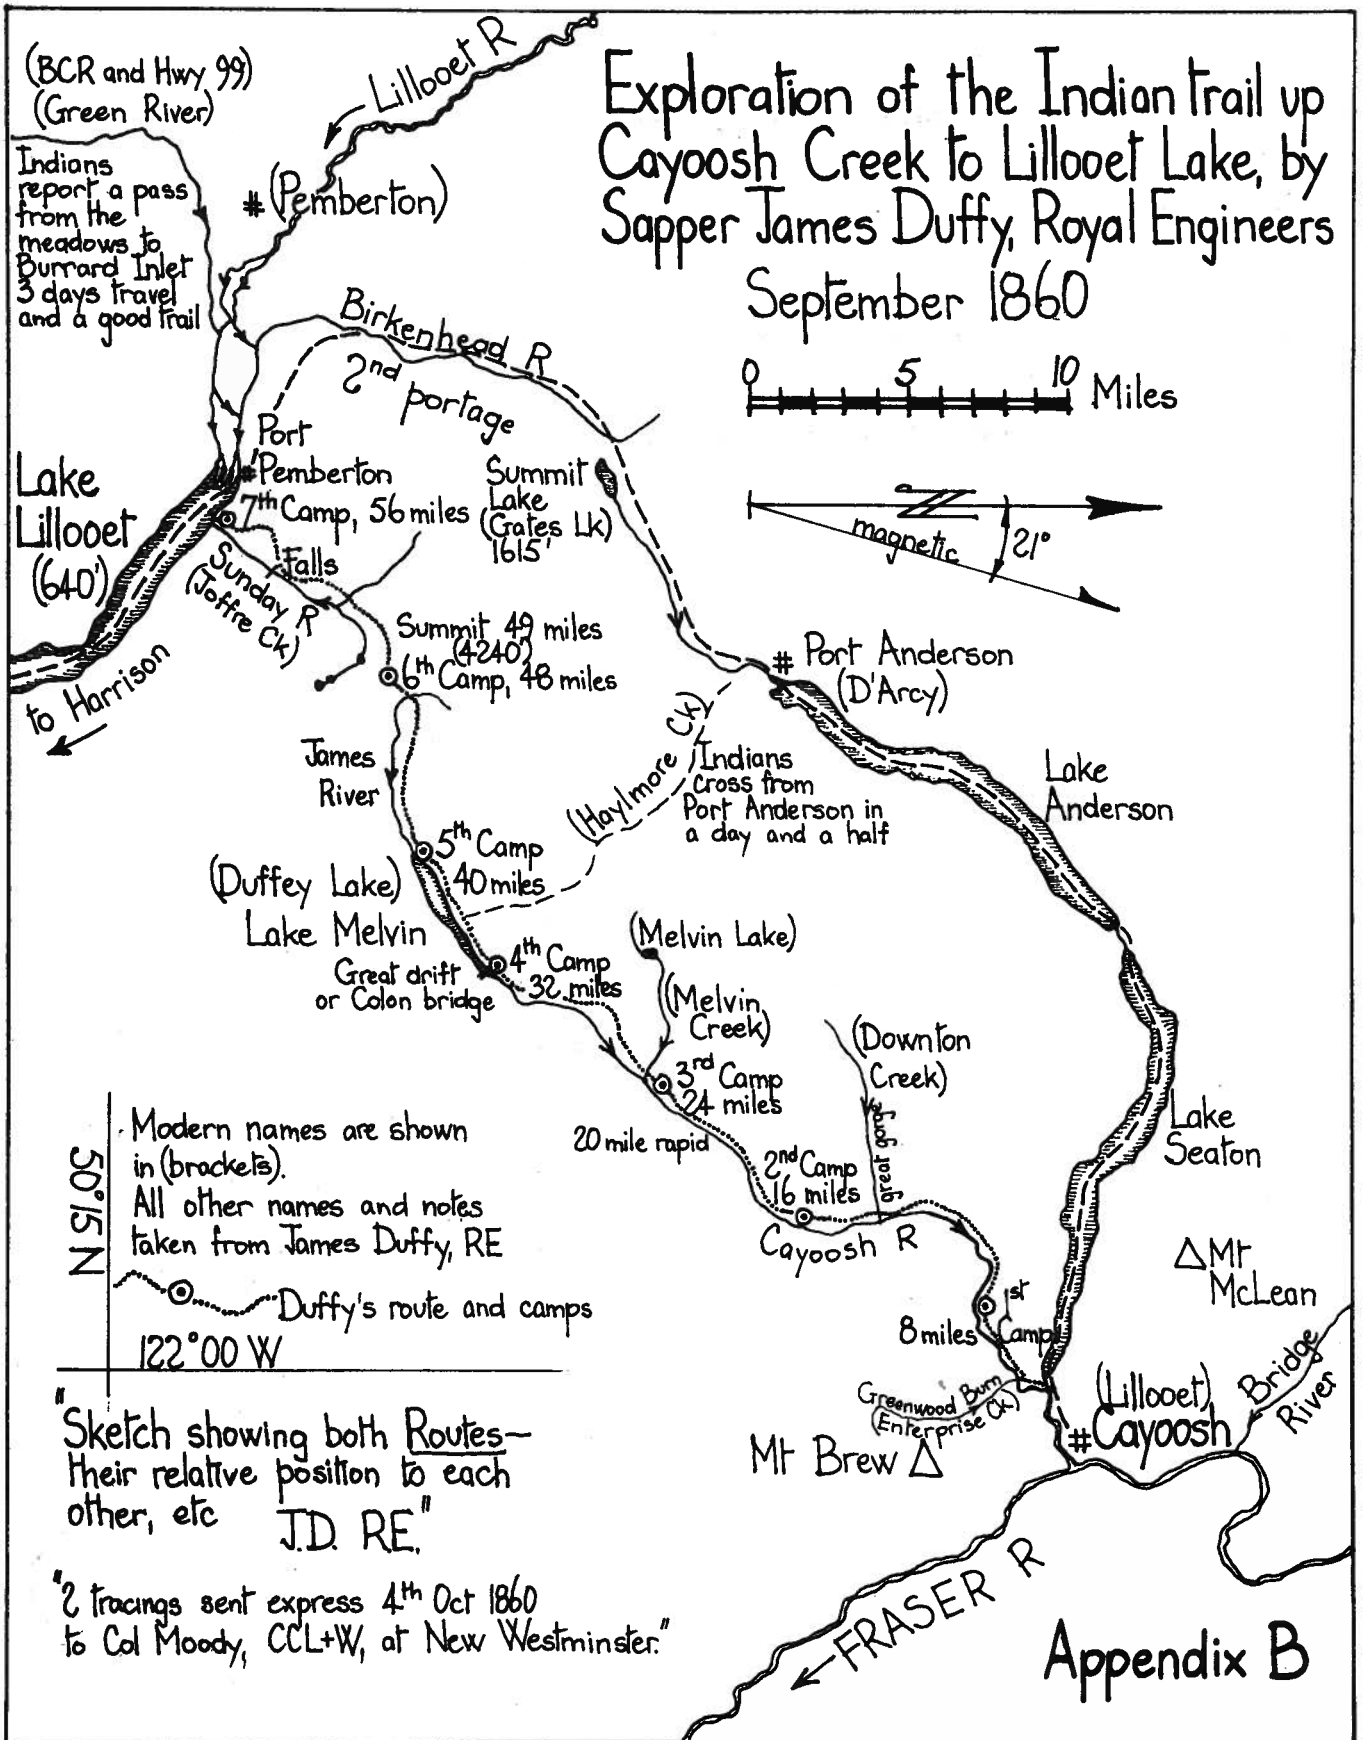 Exploration of the Indian trail up
Cayoosh Creek to Lillooet Lake, by
Sapper James Duffy, Royal Engineers
September 1860
0 5 10 Miles
magnetic
21°
(BCR and Hwy 99)
(Green River)
Indians
report a pass
from the
meadows to
Burrard Inlet
3 days travel
and a good trail
Lillooet R
# (Pemberton)
Birkenhead R
2nd portage
Port
# Pemberton
Lake
Lillooet
(640')
7th Camp, 56 miles
Summit
Lake
(Gates Lk)
1615'
Falls
Sunday R
(Joffre Ck)
to Harrison
Summit 49 miles
(4240')
6th Camp, 48 miles
# Port Anderson
(D'Arcy)
James
River
(Haylmore Ck)
Indians
cross from
Port Anderson in
a day and a half
Lake
Anderson
5th Camp
40 miles
(Duffey Lake)
Lake Melvin
Great drift
or Colon bridge
4th Camp
32 miles
(Melvin Lake)
(Melvin
Creek)
(Downton
Creek)
great gorge
3rd Camp
24 miles
20 mile rapid
2nd Camp
16 miles
Cayoosh R
Lake
Seaton
Mt
McLean
1st
Camp
8 miles
Greenwood Burn
(Enterprise Ck)
Mt Brew
(Lillooet)
# Cayoosh
Bridge
River
FRASER R
50°15 N
Modern names are shown
in (brackets).
All other names and notes
taken from James Duffy, RE
Duffy's route and camps
122°00 W
"Sketch showing both Routes—
their relative position to each
other, etc J.D. R.E."
"2 tracings sent express 4th Oct 1860
to Col Moody, CCL+W, at New Westminster."
Appendix B